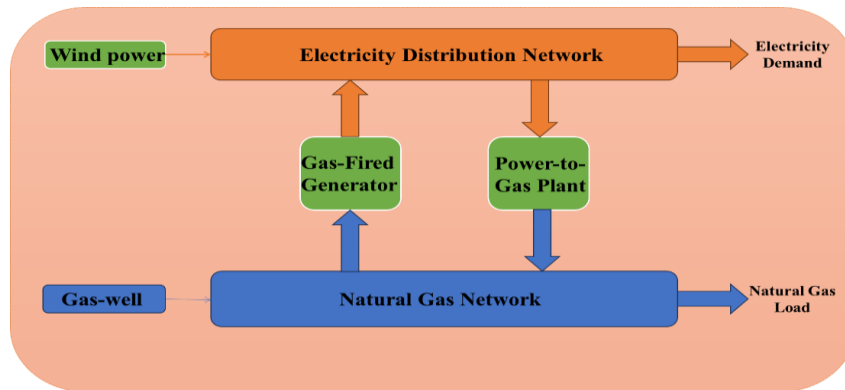 Wind power
Electricity Distribution Network
Electricity
Demand
Gas-Fired
Generator
Power-to-
Gas Plant
Gas-well
Natural Gas Network
Natural Gas
Load